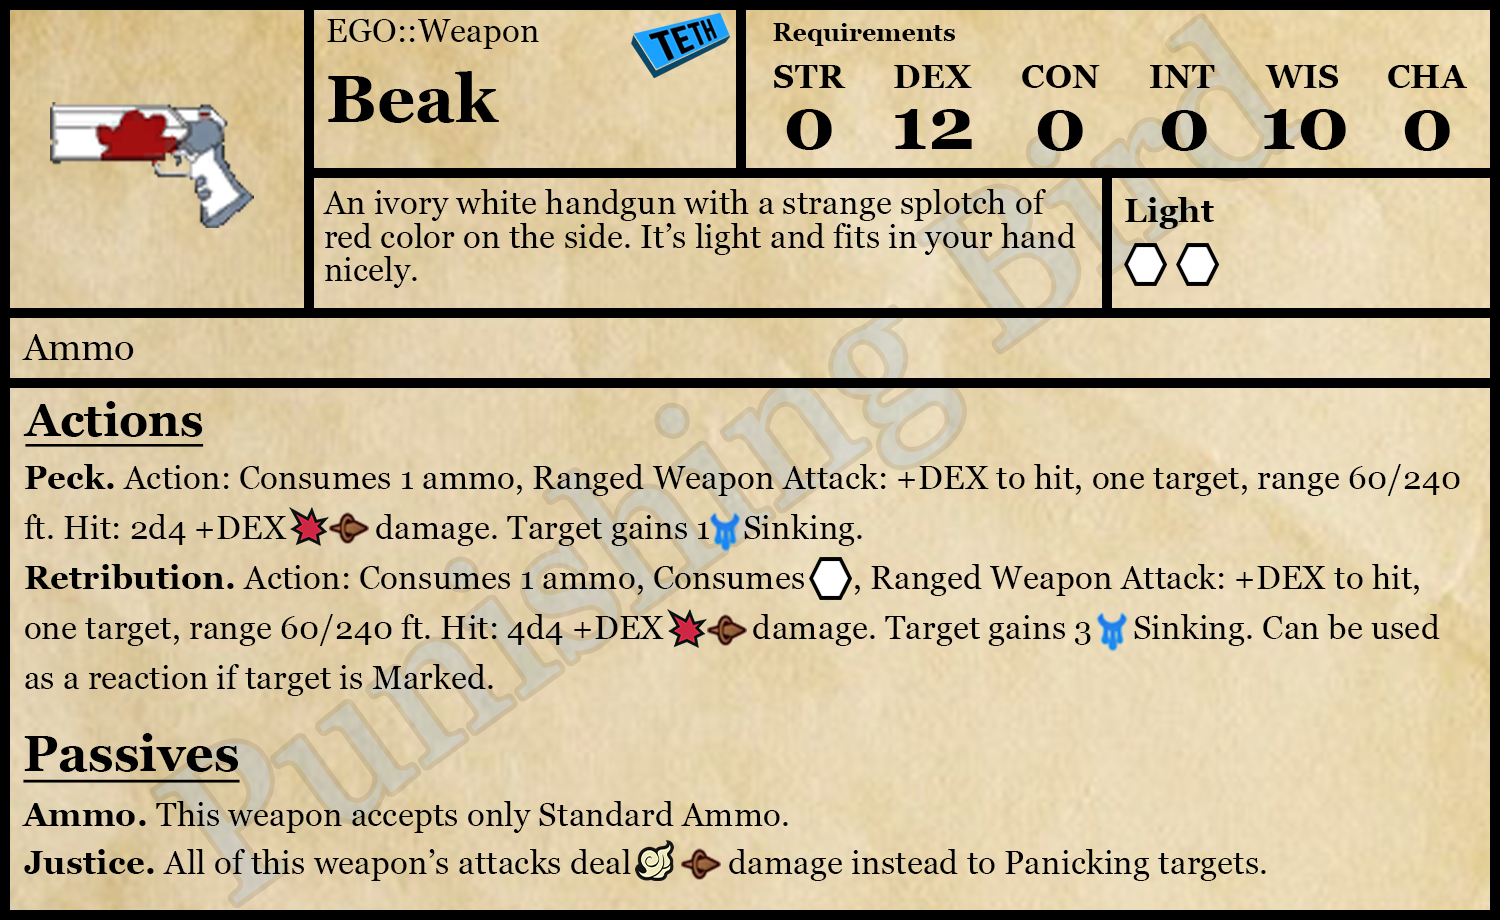 EGO::Weapon
TETH
Beak
Requirements
STR DEX CON INT WIS CHA
0 12 0 0 10 0
An ivory white handgun with a strange splotch of
red color on the side. It’s light and fits in your hand
nicely.
Light
Ammo
Actions
Peck. Action: Consumes 1 ammo, Ranged Weapon Attack: +DEX to hit, one target, range 60/240
ft. Hit: 2d4 +DEX damage. Target gains 1 Sinking.
Retribution. Action: Consumes 1 ammo, Consumes , Ranged Weapon Attack: +DEX to hit,
one target, range 60/240 ft. Hit: 4d4 +DEX damage. Target gains 3 Sinking. Can be used
as a reaction if target is Marked.
Passives
Ammo. This weapon accepts only Standard Ammo.
Justice. All of this weapon’s attacks deal damage instead to Panicking targets.
Punishing Bird